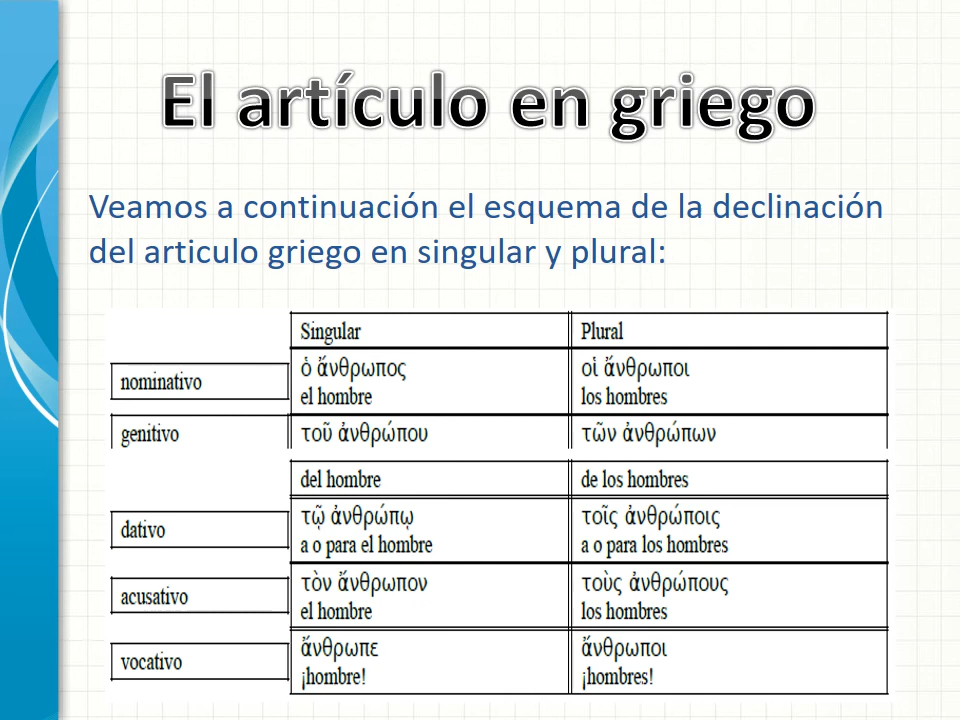 El artículo en griego
Veamos a continuación el esquema de la declinación
del articulo griego en singular y plural:
Singular Plural
nominativo
ὁ ἄνθρωπος οἱ ἄνθρωποι
el hombre los hombres
genitivo τοῦ ἀνθρώπου τῶν ἀνθρώπων
del hombre de los hombres
dativo
τῷ ἀνθρώπῳ τοῖς ἀνθρώποις
a o para el hombre a o para los hombres
acusativo
τὸν ἄνθρωπον τοὺς ἀνθρώπους
el hombre los hombres
vocativo
ἄνθρωπε ἄνθρωποι
¡hombre! ¡hombres!